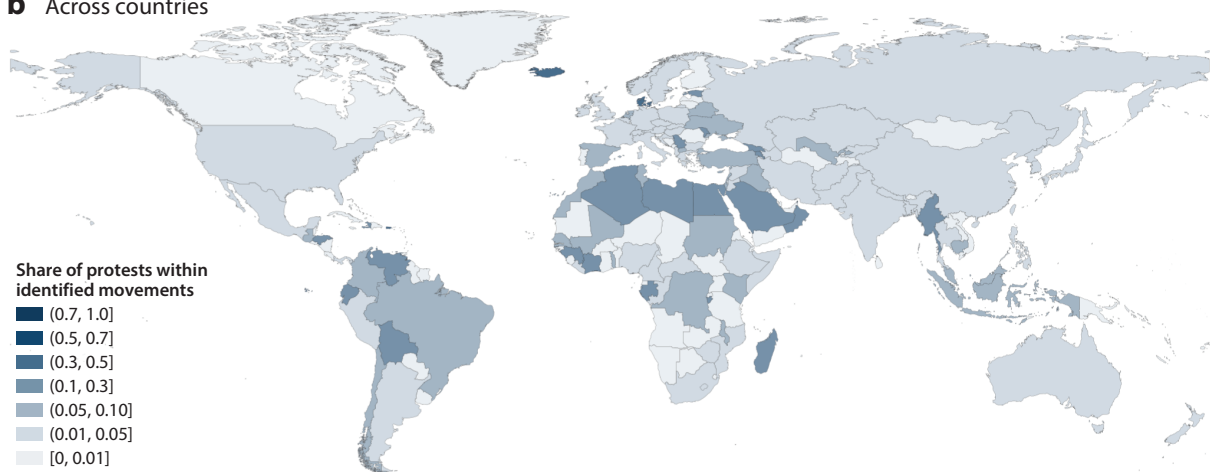 b Across countries
Share of protests within
identified movements
(0.7, 1.0]
(0.5, 0.7]
(0.3, 0.5]
(0.1, 0.3]
(0.05, 0.10]
(0.01, 0.05]
[0, 0.01]